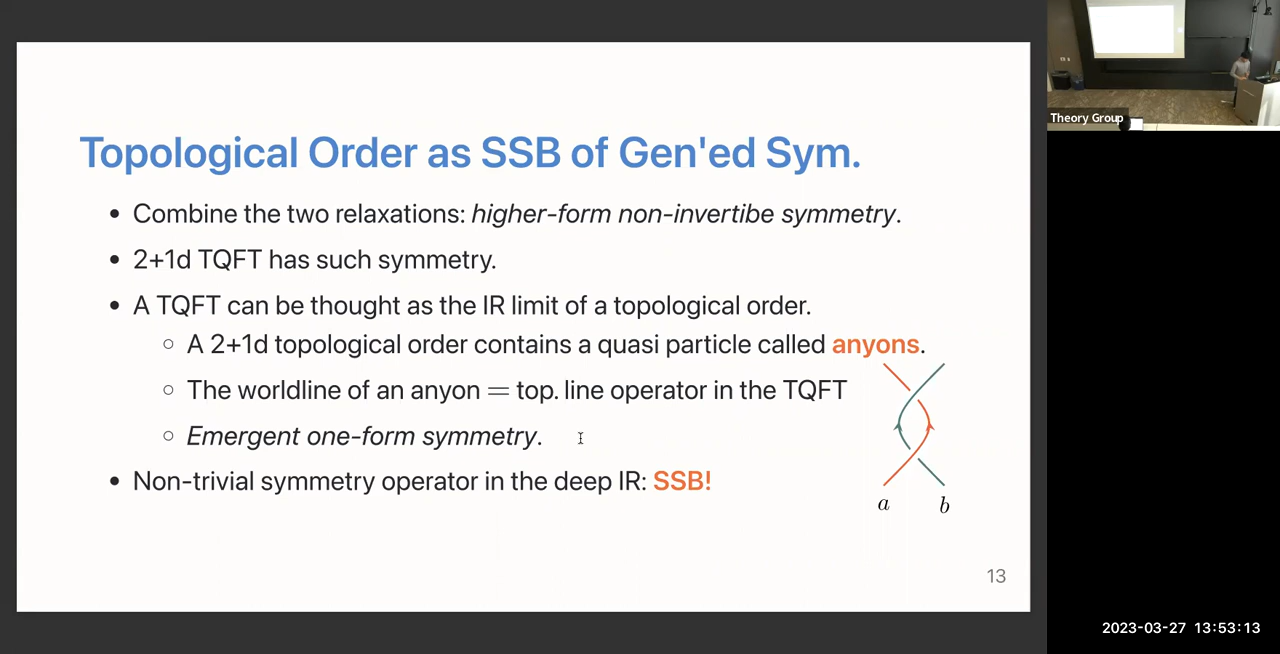 Topological Order as SSB of Gen'ed Sym.
• Combine the two relaxations: higher-form non-invertibe symmetry.
• 2+1d TQFT has such symmetry.
• A TQFT can be thought as the IR limit of a topological order.
◦ A 2+1d topological order contains a quasi particle called anyons.
◦ The worldline of an anyon = top. line operator in the TQFT
◦ Emergent one-form symmetry.
• Non-trivial symmetry operator in the deep IR: SSB!
a b
13
Theory Group
2023-03-27 13:53:13